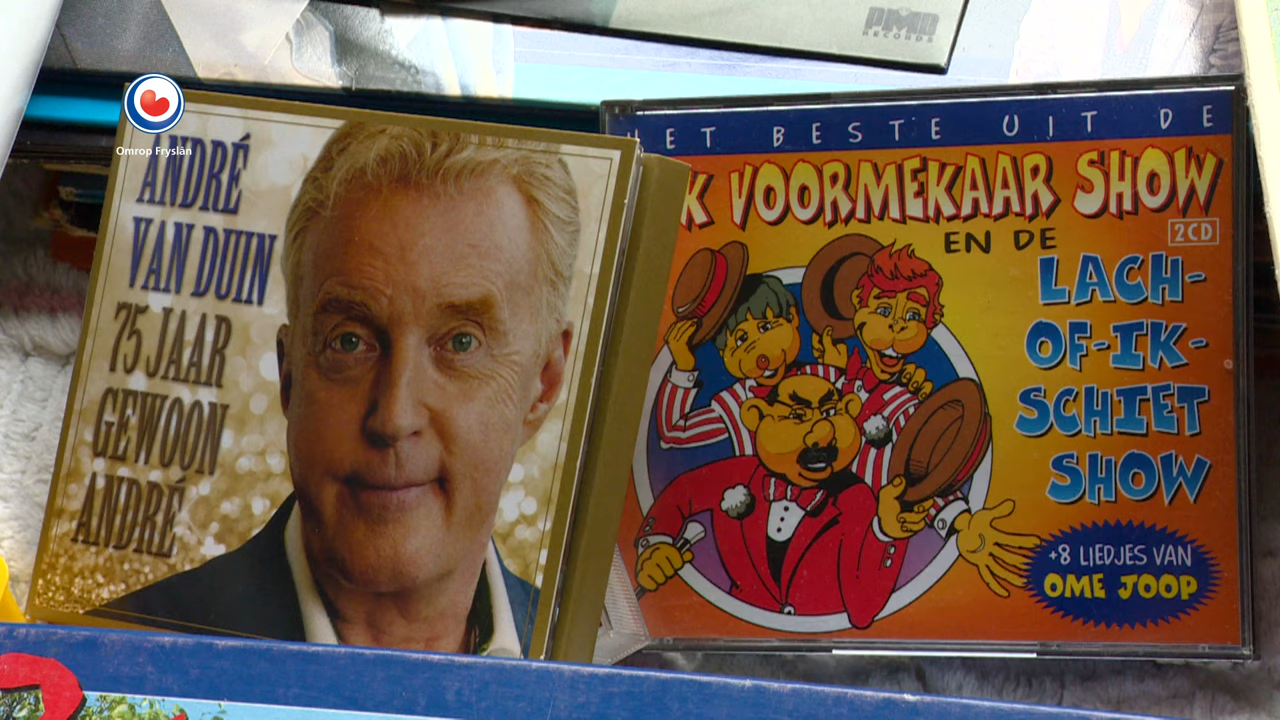 PMB
RECORDS
Omrop Fryslân
ANDRÉ
VAN DUIN
75 JAAR
GEWOON
ANDRÉ
HET BESTE UIT DE
K VOORMEKAAR SHOW
2CD
EN DE
LACH-
OF-IK-
SCHIET
SHOW
+8 LIEDJES VAN
OME JOOP